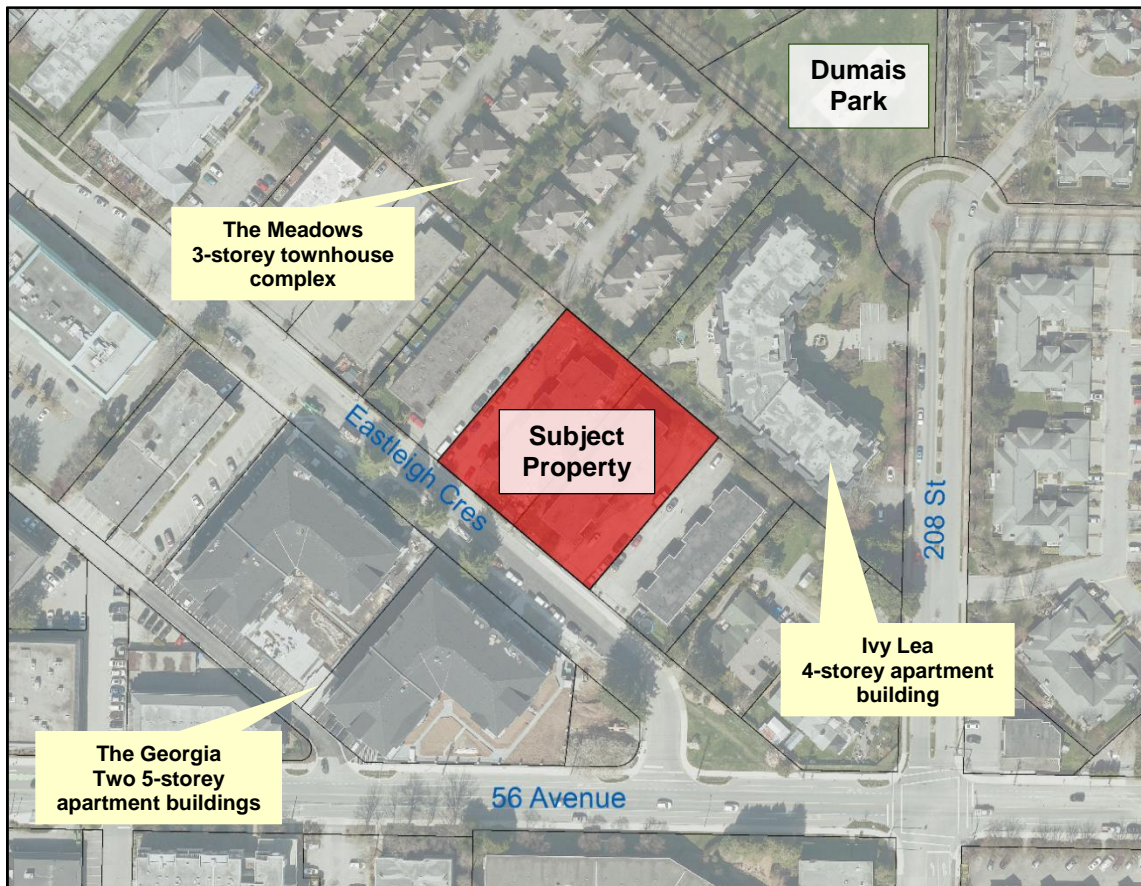 Dumais
Park
The Meadows
3-storey townhouse
complex
Subject
Property
Eastleigh Cres
208 St
Ivy Lea
4-storey apartment
building
The Georgia
Two 5-storey
apartment buildings
56 Avenue